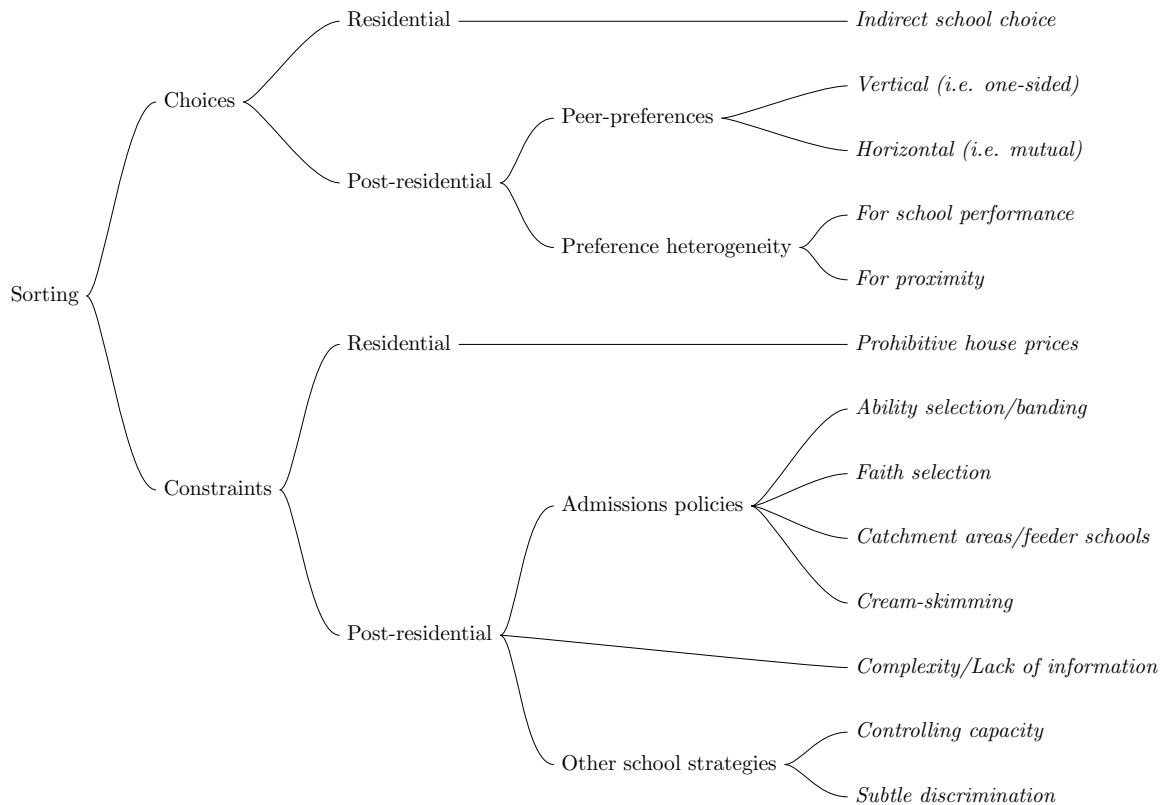 Residential
Indirect school choice
Vertical (i.e. one-sided)
Choices
Peer-preferences
Horizontal (i.e. mutual)
Post-residential
For school performance
Preference heterogeneity
For proximity
Sorting
Residential
Prohibitive house prices
Ability selection/banding
Faith selection
Constraints
Admissions policies
Catchment areas/feeder schools
Cream-skimming
Post-residential
Complexity/Lack of information
Controlling capacity
Other school strategies
Subtle discrimination